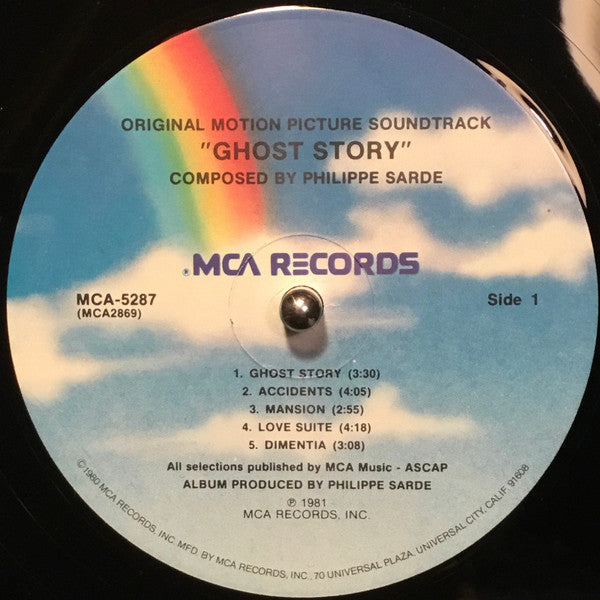 ORIGINAL MOTION PICTURE SOUNDTRACK
"GHOST STORY"
COMPOSED BY PHILIPPE SARDE
MCA RECORDS
MCA-5287
(MCA2869)
Side 1
1. GHOST STORY (3:30)
2. ACCIDENTS (4:05)
3. MANSION (2:55)
4. LOVE SUITE (4:18)
5. DIMENTIA (3:08)
All selections published by MCA Music - ASCAP
ALBUM PRODUCED BY PHILIPPE SARDE
℗ 1981
MCA RECORDS, INC.
©1980 MCA RECORDS, INC. MFD. BY MCA RECORDS, INC., 70 UNIVERSAL PLAZA, UNIVERSAL CITY, CALIF. 91608